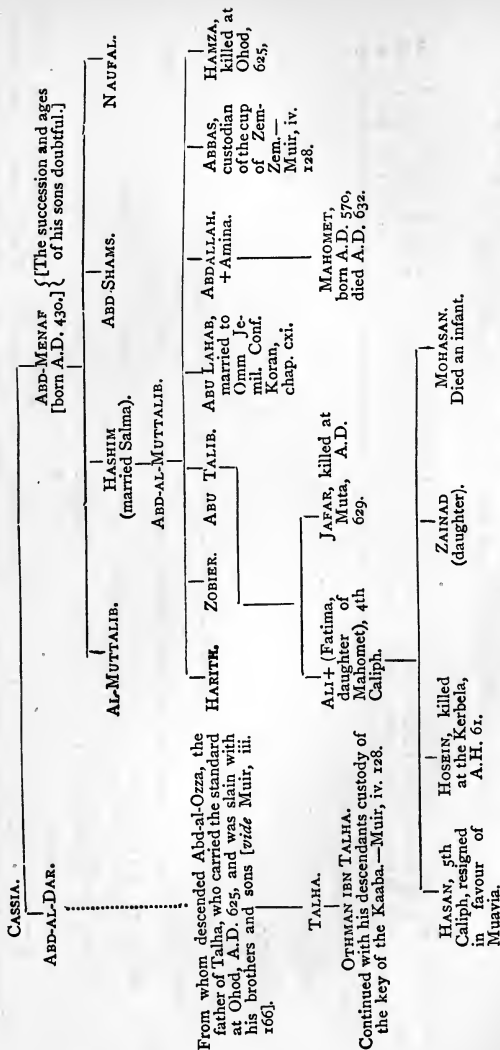 CASSIA.
ABD-AL-DAR.
ABD-MENAF
[born A.D. 430.]
{[The succession and ages
of his sons doubtful.]
AL-MUTTALIB.
HASHIM
(married Salma).
ABD-SHAMS.
NAUFAL.
ABD-AL-MUTTALIB.
From whom descended Abd-al-Ozza, the
father of Talha, who carried the standard
at Ohod, A.D. 625, and was slain with
his brothers and sons [vide Muir, iii.
166].
HARITH.
ZOBIER.
ABU TALIB.
ABU LAHAB,
married to
Omm Je-
mil. Conf.
Koran,
chap. cxi.
ABDALLAH.
+ Amina.
ABBAS,
custodian
of the cup
of Zem-
Zem.—
Muir, iv.
128.
HAMZA,
killed at
Ohod,
625,
TALHA.
OTHMAN IBN TALHA.
Continued with his descendants custody of
the key of the Kaaba.—Muir, iv. 128.
ALI + (Fatima,
daughter of
Mahomet), 4th
Caliph.
JAFAR, killed at
Muta, A.D.
629.
MAHOMET,
born A.D. 570,
died A.D. 632.
HASAN, 5th
Caliph, resigned
in favour of
Muavia.
HOSEIN, killed
at the Kerbela,
A.H. 61.
ZAINAD
(daughter).
MOHASAN.
Died an infant.